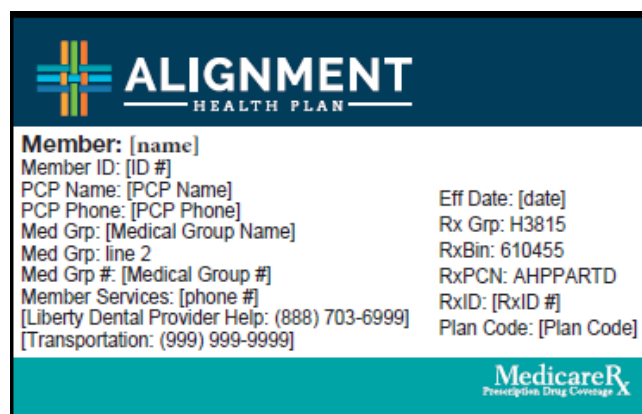 ALIGNMENT
HEALTH PLAN
Member: [name]
Member ID: [ID #]
PCP Name: [PCP Name]
PCP Phone: [PCP Phone]
Med Grp: [Medical Group Name]
Med Grp: line 2
Med Grp #: [Medical Group #]
Member Services: [phone #]
[Liberty Dental Provider Help: (888) 703-6999]
[Transportation: (999) 999-9999]
Eff Date: [date]
Rx Grp: H3815
RxBin: 610455
RxPCN: AHPPARTD
RxID: [RxID #]
Plan Code: [Plan Code]
MedicareRx
Prescription Drug Coverage